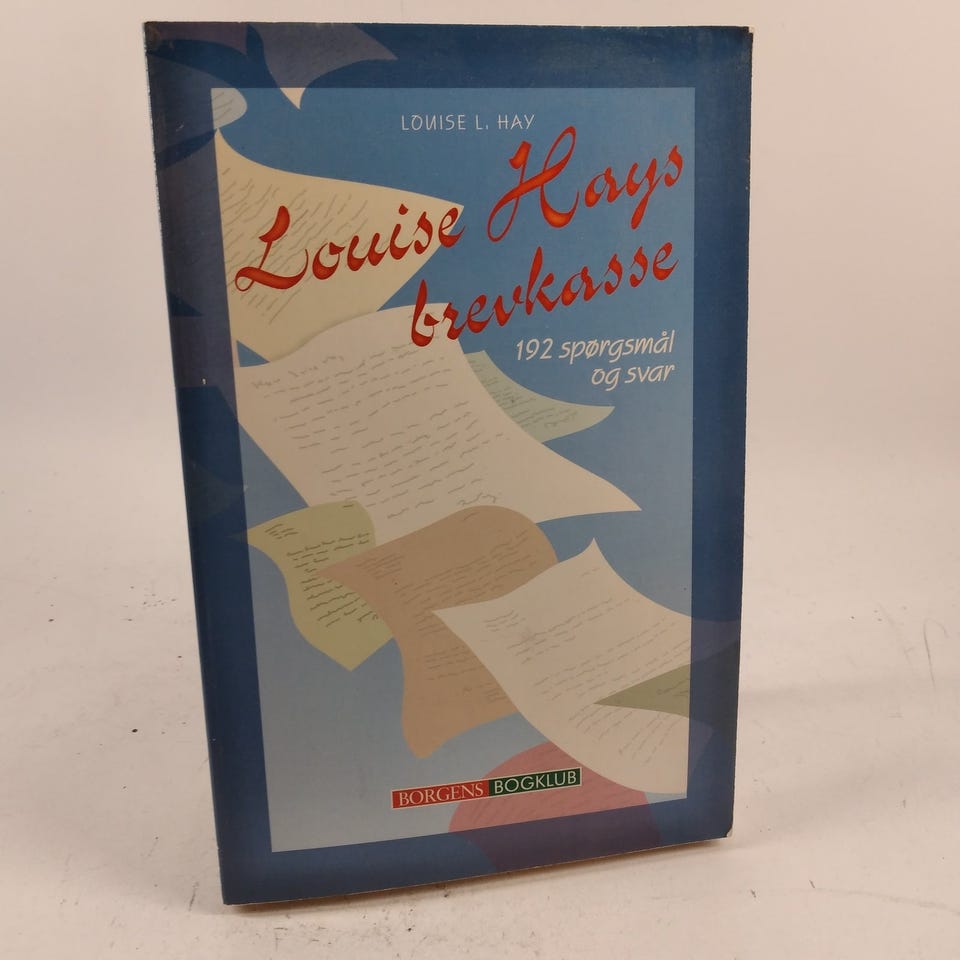 LOUISE L. HAY
Louise Hays
brevkasse
192 spørgsmål
og svar
BORGENS BOGKLUB